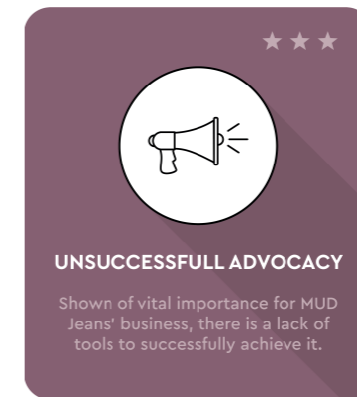 UNSUCCESSFULL ADVOCACY
Shown of vital importance for MUD
Jeans' business, there is a lack of
tools to successfully achieve it.